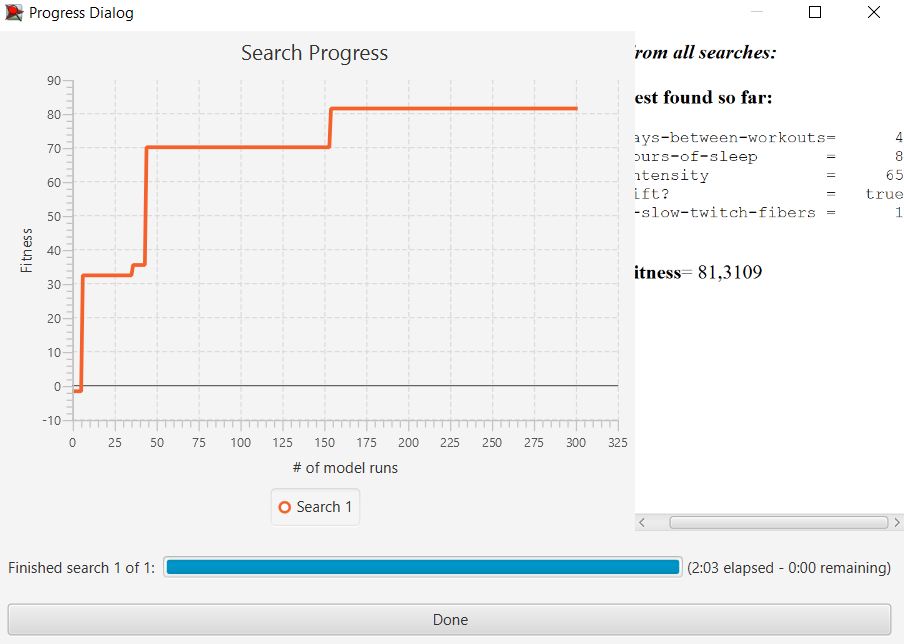 Progress Dialog
Search Progress
from all searches:
est found so far:
ays-between-workouts= 4
ours-of-sleep = 8
ntensity = 65
ift? = true
-slow-twitch-fibers = 1
itness= 81,3109
90
80
70
60
50
40
30
20
10
0
-10
Fitness
0 25 50 75 100 125 150 175 200 225 250 275 300 325
# of model runs
Search 1
Finished search 1 of 1: (2:03 elapsed - 0:00 remaining)
Done